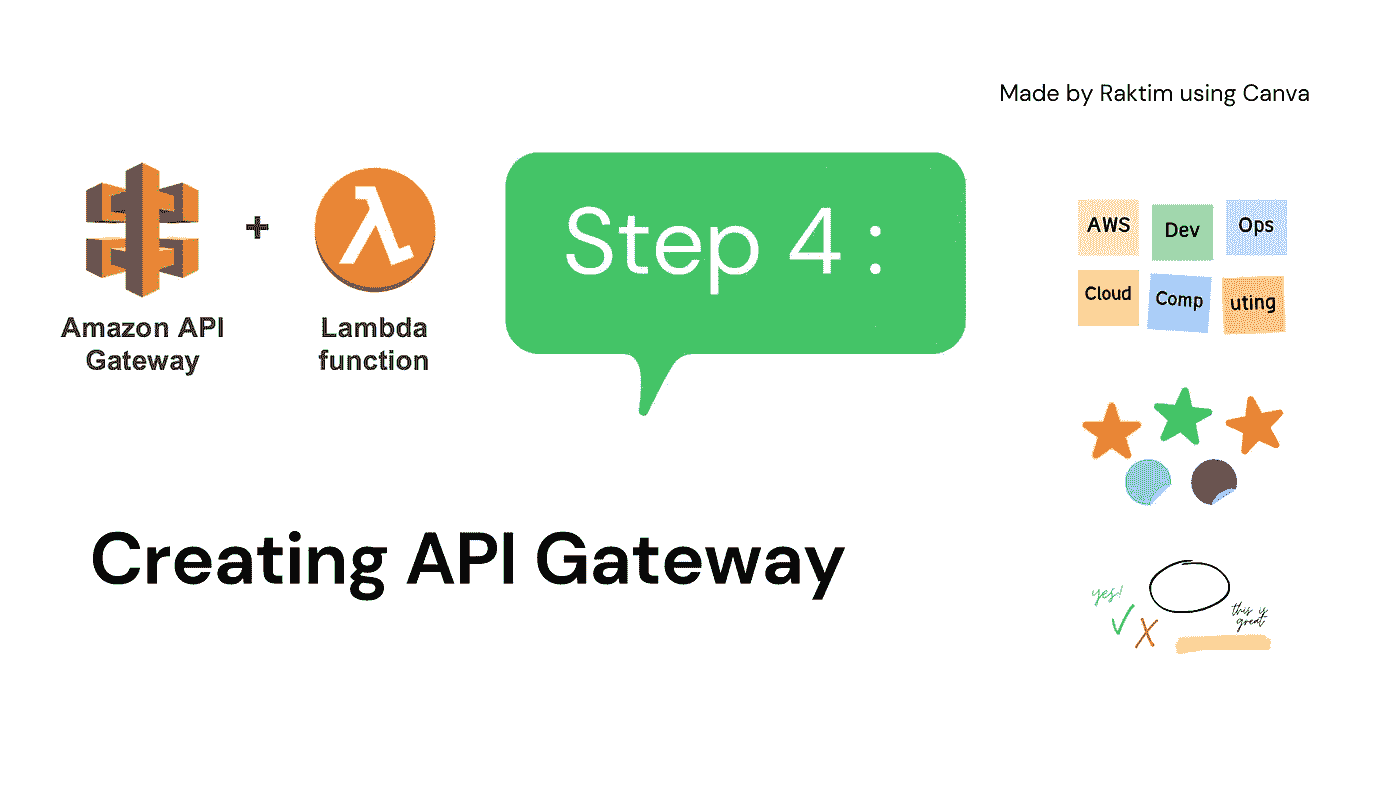 Made by Raktim using Canva
Amazon API
Gateway
+
Lambda
function
Step 4 :
AWS
Dev
Ops
Cloud
Comp
uting
Creating API Gateway
yes!
this is
great